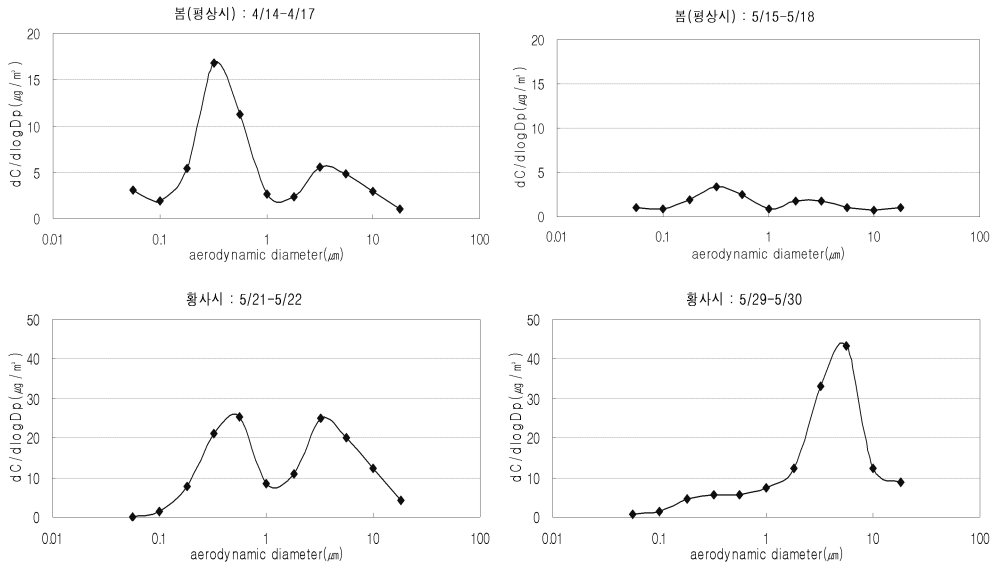 봄(평상시) : 4/14-4/17
dC/dlogDp(㎍/㎥)
20
15
10
5
0
0.01 0.1 1 10 100
aerodynamic diameter(㎛)
봄(평상시) : 5/15-5/18
dC/dlogDp(㎍/㎥)
20
15
10
5
0
0.01 0.1 1 10 100
aerodynamic diameter(㎛)
황사시 : 5/21-5/22
dC/dlogDp(㎍/㎥)
50
40
30
20
10
0
0.01 0.1 1 10 100
aerodynamic diameter(㎛)
황사시 : 5/29-5/30
dC/dlogDp(㎍/㎥)
50
40
30
20
10
0
0.01 0.1 1 10 100
aerodynamic diameter(㎛)